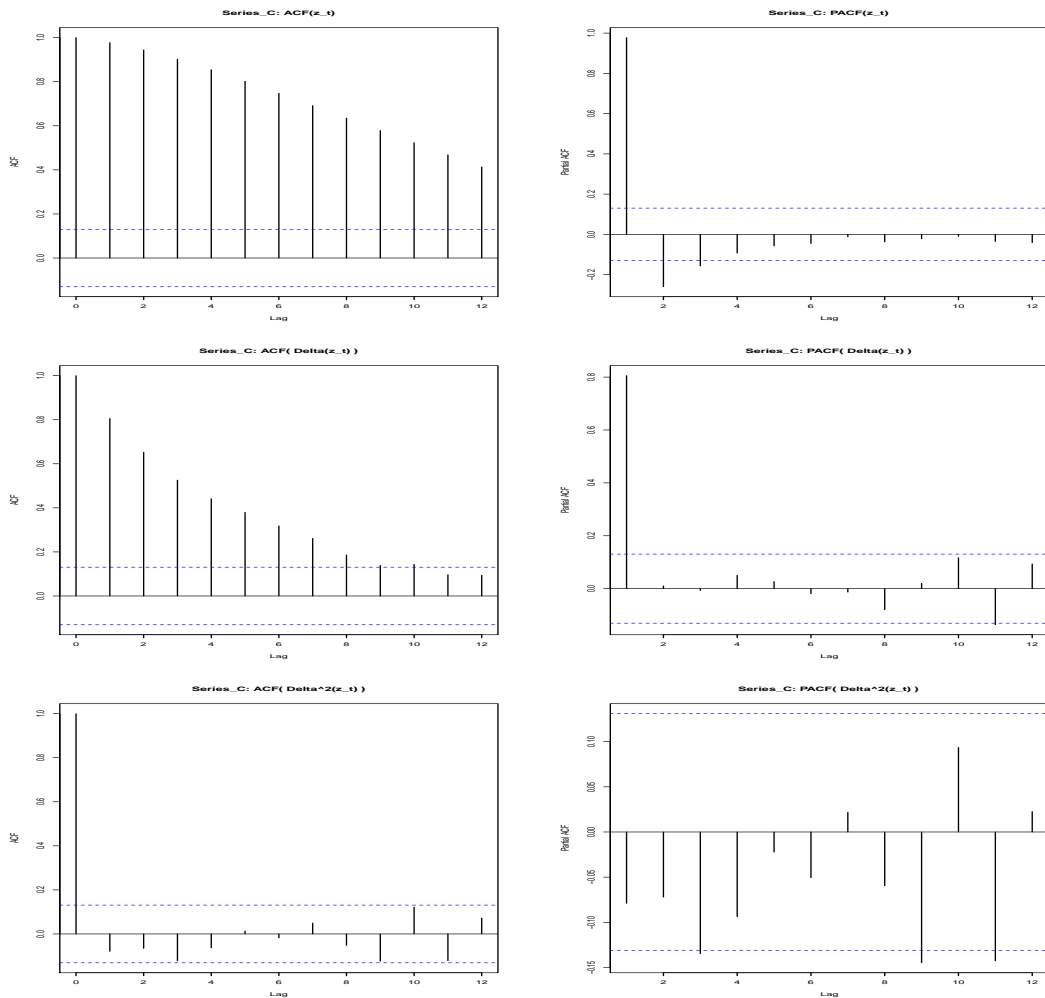 Series_C: ACF(z_t)
ACF
1.0
0.8
0.6
0.4
0.2
0.0
0 2 4 6 8 10 12
Lag
Series_C: PACF(z_t)
Partial ACF
1.0
0.8
0.6
0.4
0.2
0.0
−0.2
2 4 6 8 10 12
Lag
Series_C: ACF( Delta(z_t) )
ACF
1.0
0.8
0.6
0.4
0.2
0.0
0 2 4 6 8 10 12
Lag
Series_C: PACF( Delta(z_t) )
Partial ACF
0.8
0.6
0.4
0.2
0.0
2 4 6 8 10 12
Lag
Series_C: ACF( Delta^2(z_t) )
ACF
1.0
0.8
0.6
0.4
0.2
0.0
0 2 4 6 8 10 12
Lag
Series_C: PACF( Delta^2(z_t) )
Partial ACF
0.10
0.05
0.00
−0.05
−0.10
−0.15
2 4 6 8 10 12
Lag